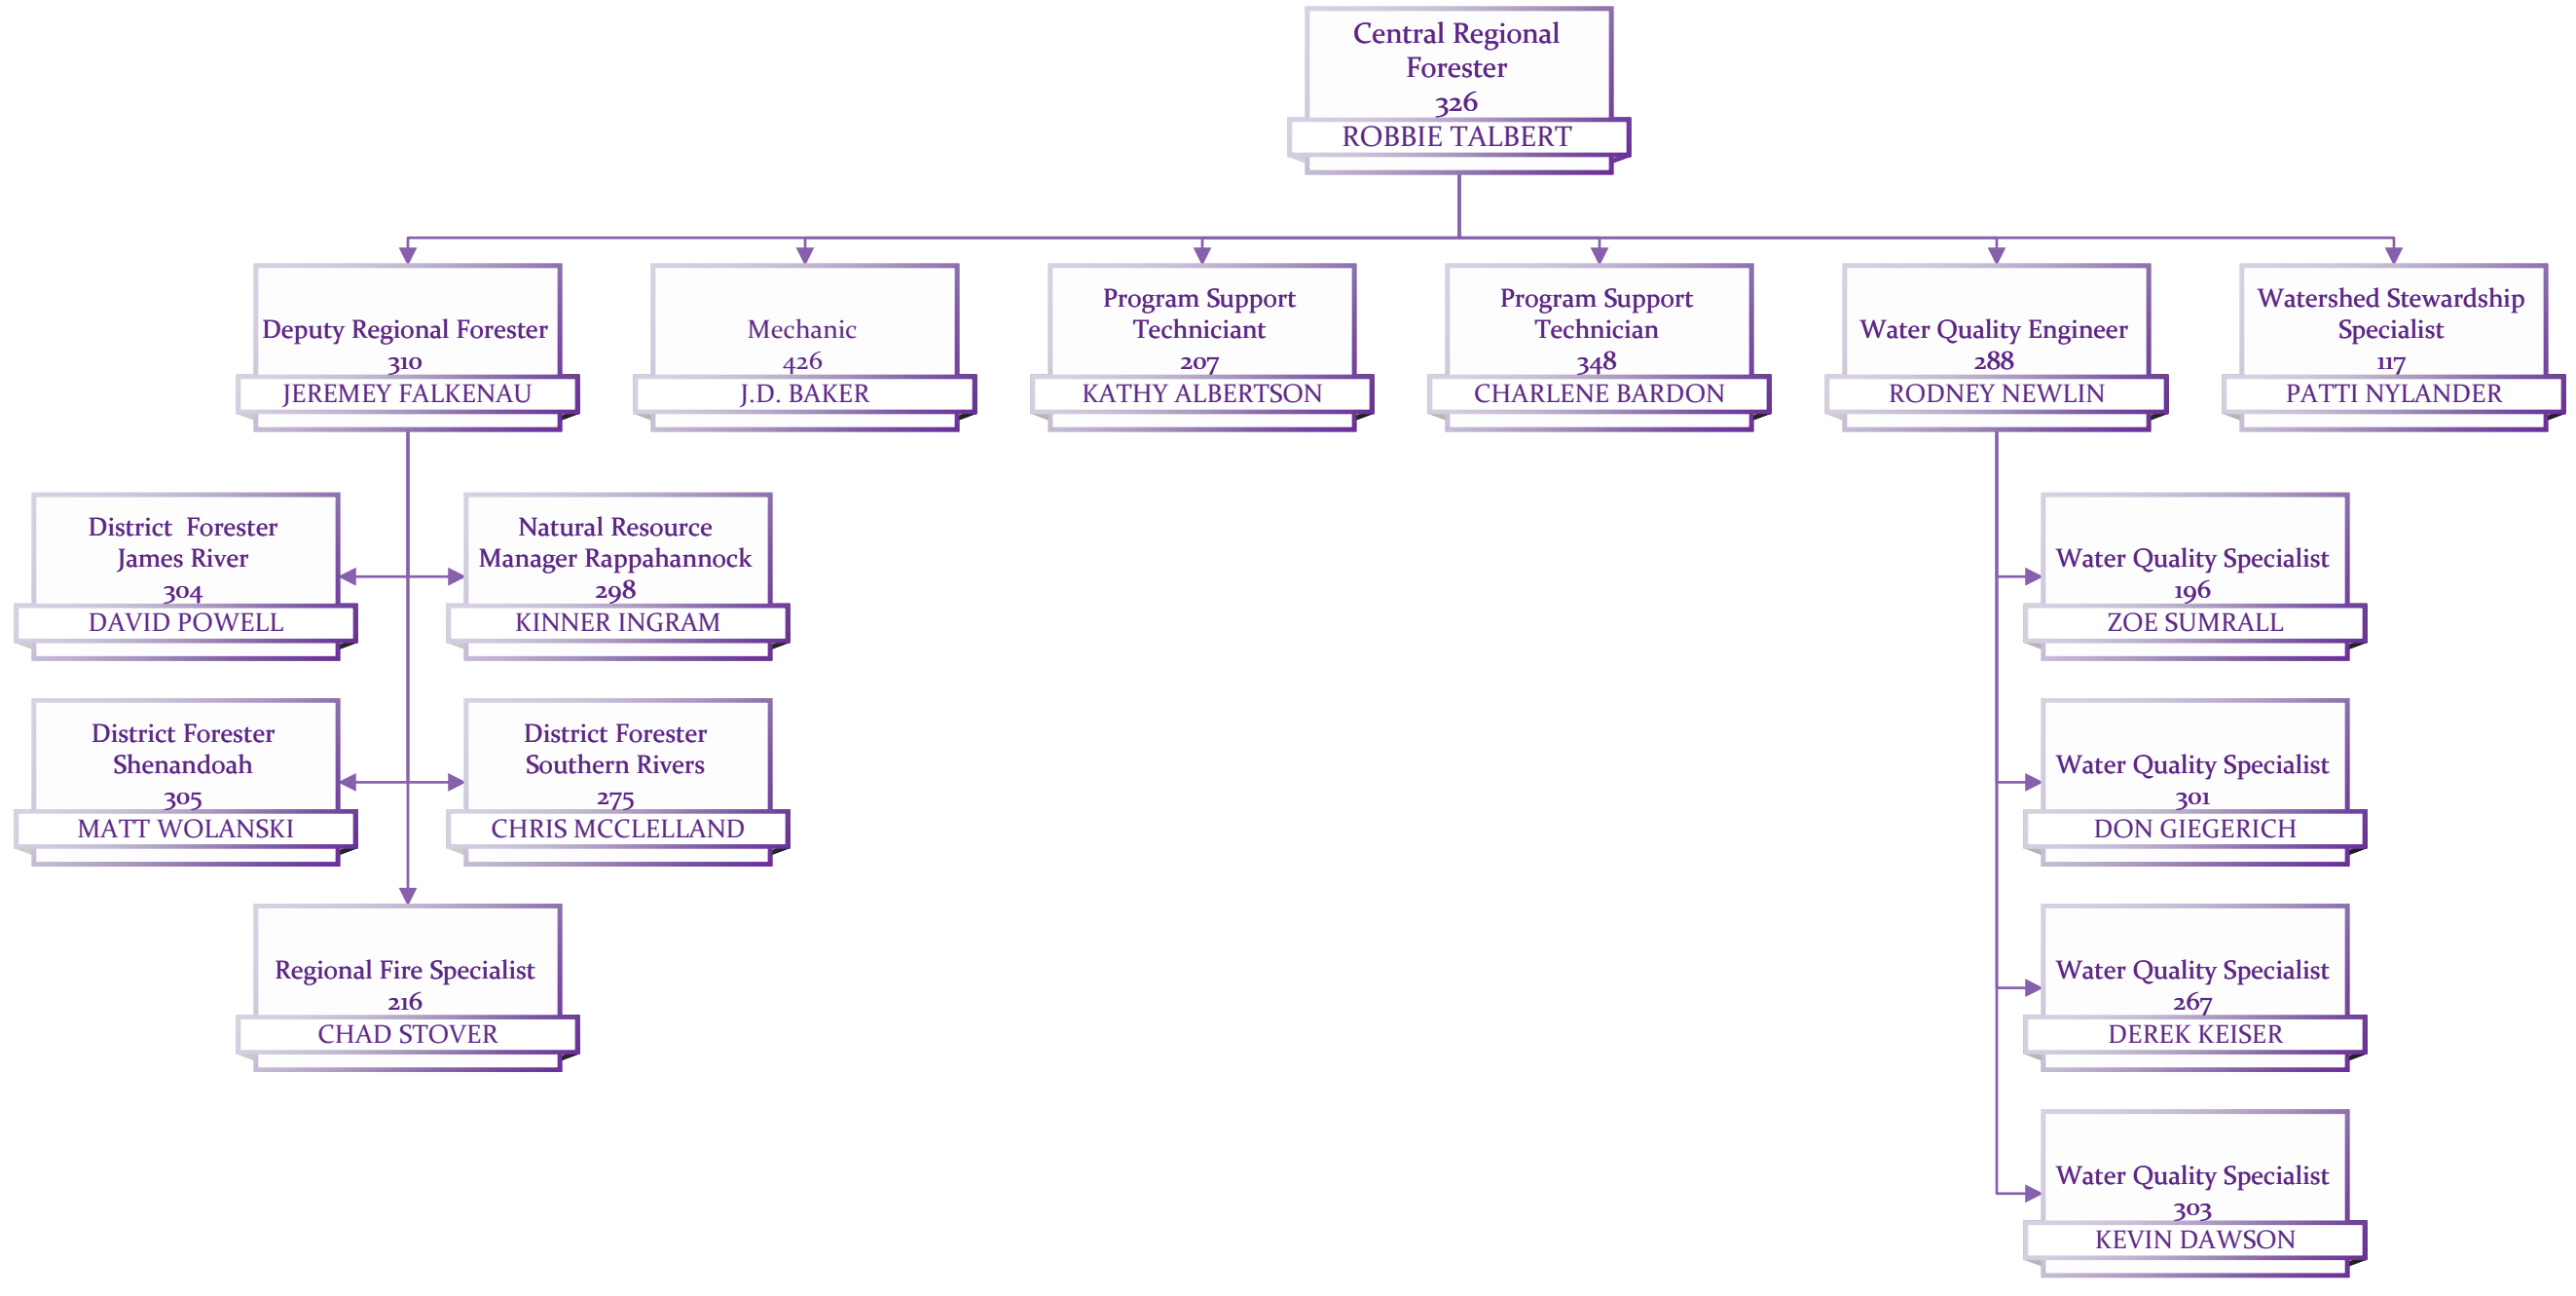 Central Regional
Forester
326
ROBBIE TALBERT
Deputy Regional Forester
310
JEREMEY FALKENAU
Mechanic
426
J.D. BAKER
Program Support
Techniciant
207
KATHY ALBERTSON
Program Support
Technician
348
CHARLENE BARDON
Water Quality Engineer
288
RODNEY NEWLIN
Watershed Stewardship
Specialist
117
PATTI NYLANDER
District  Forester
James River
304
DAVID POWELL
Natural Resource
Manager Rappahannock
298
KINNER INGRAM
Water Quality Specialist
196
ZOE SUMRALL
District Forester
Shenandoah
305
MATT WOLANSKI
District Forester
Southern Rivers
275
CHRIS MCCLELLAND
Water Quality Specialist
301
DON GIEGERICH
Regional Fire Specialist
216
CHAD STOVER
Water Quality Specialist
267
DEREK KEISER
Water Quality Specialist
303
KEVIN DAWSON